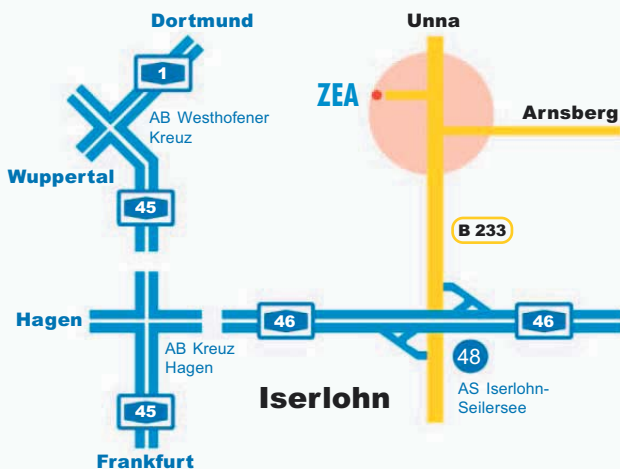 Dortmund
Unna
1
ZEA
AB Westhofener
Kreuz
Arnsberg
Wuppertal
45
B 233
Hagen
46
46
AB Kreuz
Hagen
48
AS Iserlohn-
Seilersee
Iserlohn
45
Frankfurt